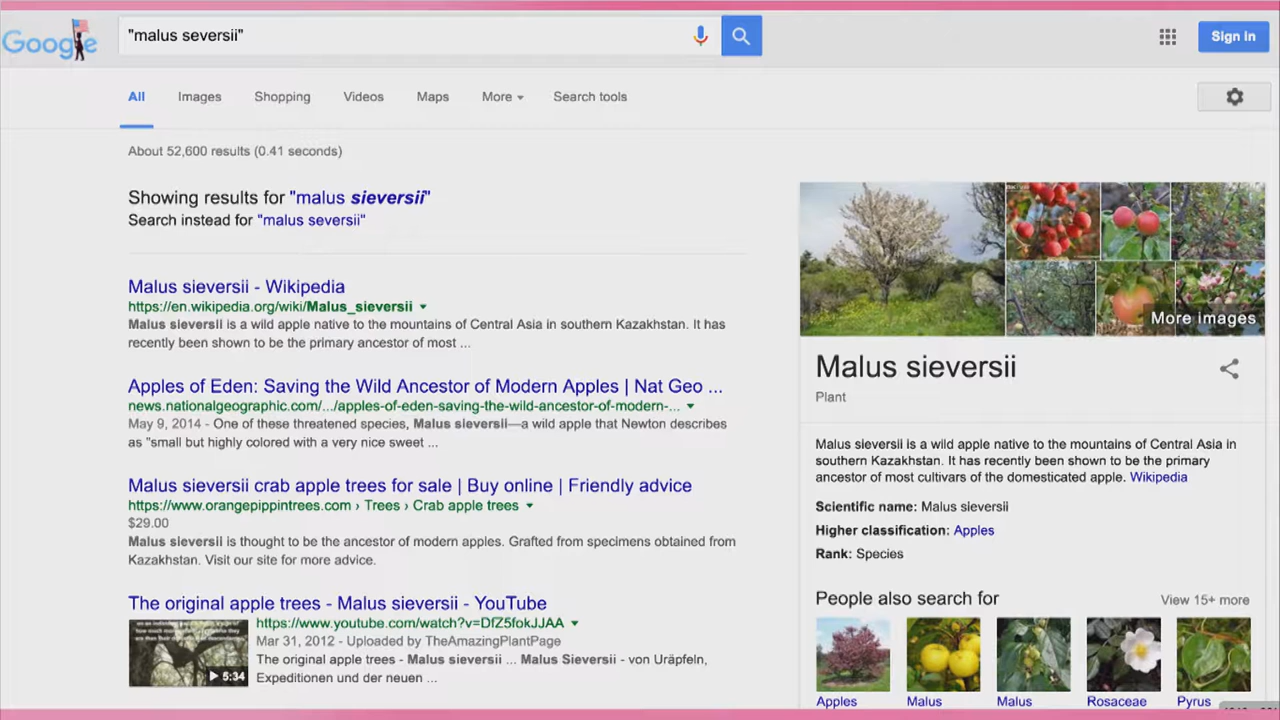 Google
"malus seversii"
Sign in
All Images Shopping Videos Maps More Search tools
About 52,600 results (0.41 seconds)
Showing results for "malus sieversii"
Search instead for "malus seversii"
Malus sieversii - Wikipedia
https://en.wikipedia.org/wiki/Malus_sieversii
Malus sieversii is a wild apple native to the mountains of Central Asia in southern Kazakhstan. It has
recently been shown to be the primary ancestor of most ...
Apples of Eden: Saving the Wild Ancestor of Modern Apples | Nat Geo ...
news.nationalgeographic.com/.../apples-of-eden-saving-the-wild-ancestor-of-modern-...
May 9, 2014 - One of these threatened species, Malus sieversii—a wild apple that Newton describes
as "small but highly colored with a very nice sweet ...
Malus sieversii crab apple trees for sale | Buy online | Friendly advice
https://www.orangepippintrees.com › Trees › Crab apple trees
$29.00
Malus sieversii is thought to be the ancestor of modern apples. Grafted from specimens obtained from
Kazakhstan. Visit our site for more advice.
The original apple trees - Malus sieversii - YouTube
https://www.youtube.com/watch?v=DfZ5fokJJAA
Mar 31, 2012 - Uploaded by TheAmazingPlantPage
The original apple trees - Malus sieversii ... Malus Sieversii - von Uräpfeln,
Expeditionen und der neuen ...
5:34
More images
Malus sieversii
Plant
Malus sieversii is a wild apple native to the mountains of Central Asia in
southern Kazakhstan. It has recently been shown to be the primary
ancestor of most cultivars of the domesticated apple. Wikipedia
Scientific name: Malus sieversii
Higher classification: Apples
Rank: Species
People also search for
View 15+ more
Apples Malus Malus Rosaceae Pyrus